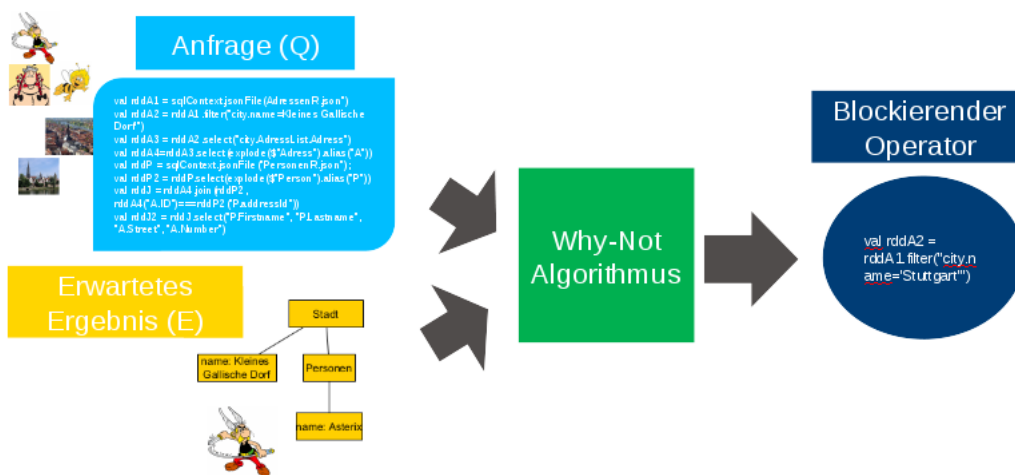 Anfrage (Q)
val rddA1 = sqlContext.jsonFile(AdressenR.json")
val rddA2 = rddA1.filter("city.name=Kleines Gallische
Dorf")
val rddA3 = rddA2.select("city.AdressList.Adress")
val rddA4=rddA3.select(explode($"Adress").alias("A"))
val rddP = sqlContext.jsonFile("PersonenR.json");
val rddP2 = rddP.select(explode($"Person").alias("P"))
val rddJ = rddA4.join(rddP2 ,
rddA4("A.ID")===rddP2("P.addressId"))
val rddJ2 = rddJ.select("P.Firstname", "P.Lastname",
"A.Street","A.Number")
Erwartetes
Ergebnis (E)
Stadt
name: Kleines
Gallische Dorf
Personen
name: Asterix
Why-Not
Algorithmus
Blockierender
Operator
val rddA2 =
rddA1.filter("city.n
ame='Stuttgart'")